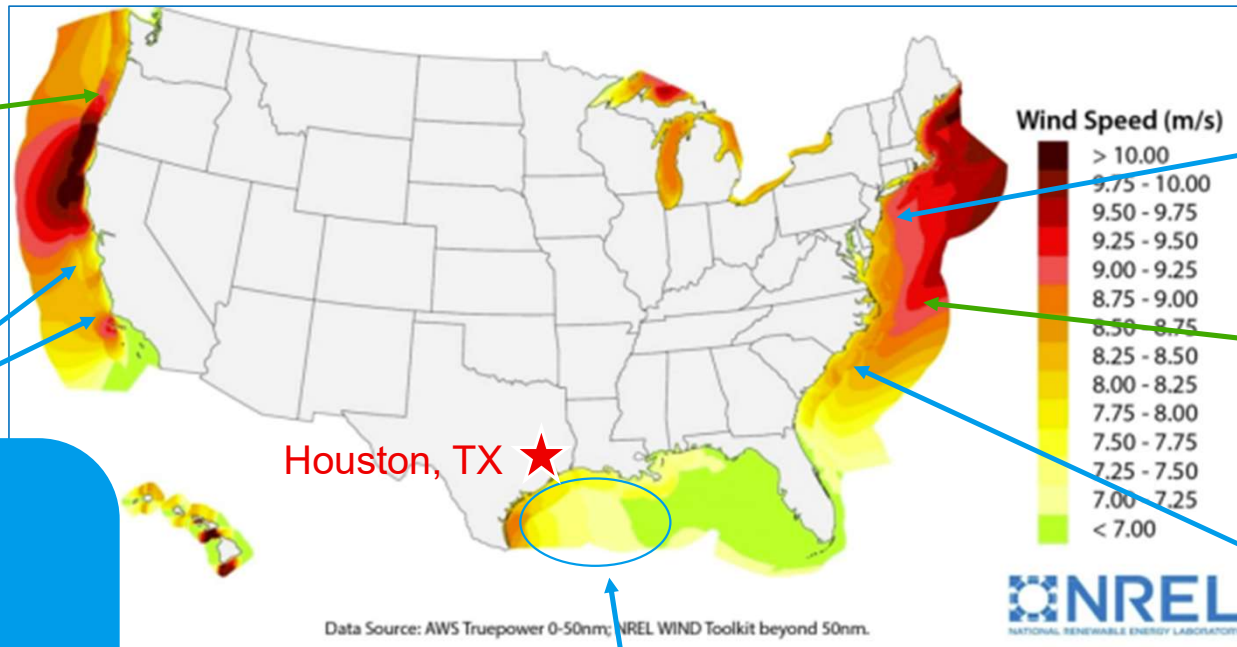 Wind Speed (m/s)
> 10.00
9.75 - 10.00
9.50 - 9.75
9.25 - 9.50
9.00 - 9.25
8.75 - 9.00
8.50 - 8.75
8.25 - 8.50
8.00 - 8.25
7.75 - 8.00
7.50 - 7.75
7.25 - 7.50
7.00 - 7.25
< 7.00
Houston, TX
NREL
NATIONAL RENEWABLE ENERGY LABORATORY
Data Source: AWS Truepower 0-50nm; NREL WIND Toolkit beyond 50nm.